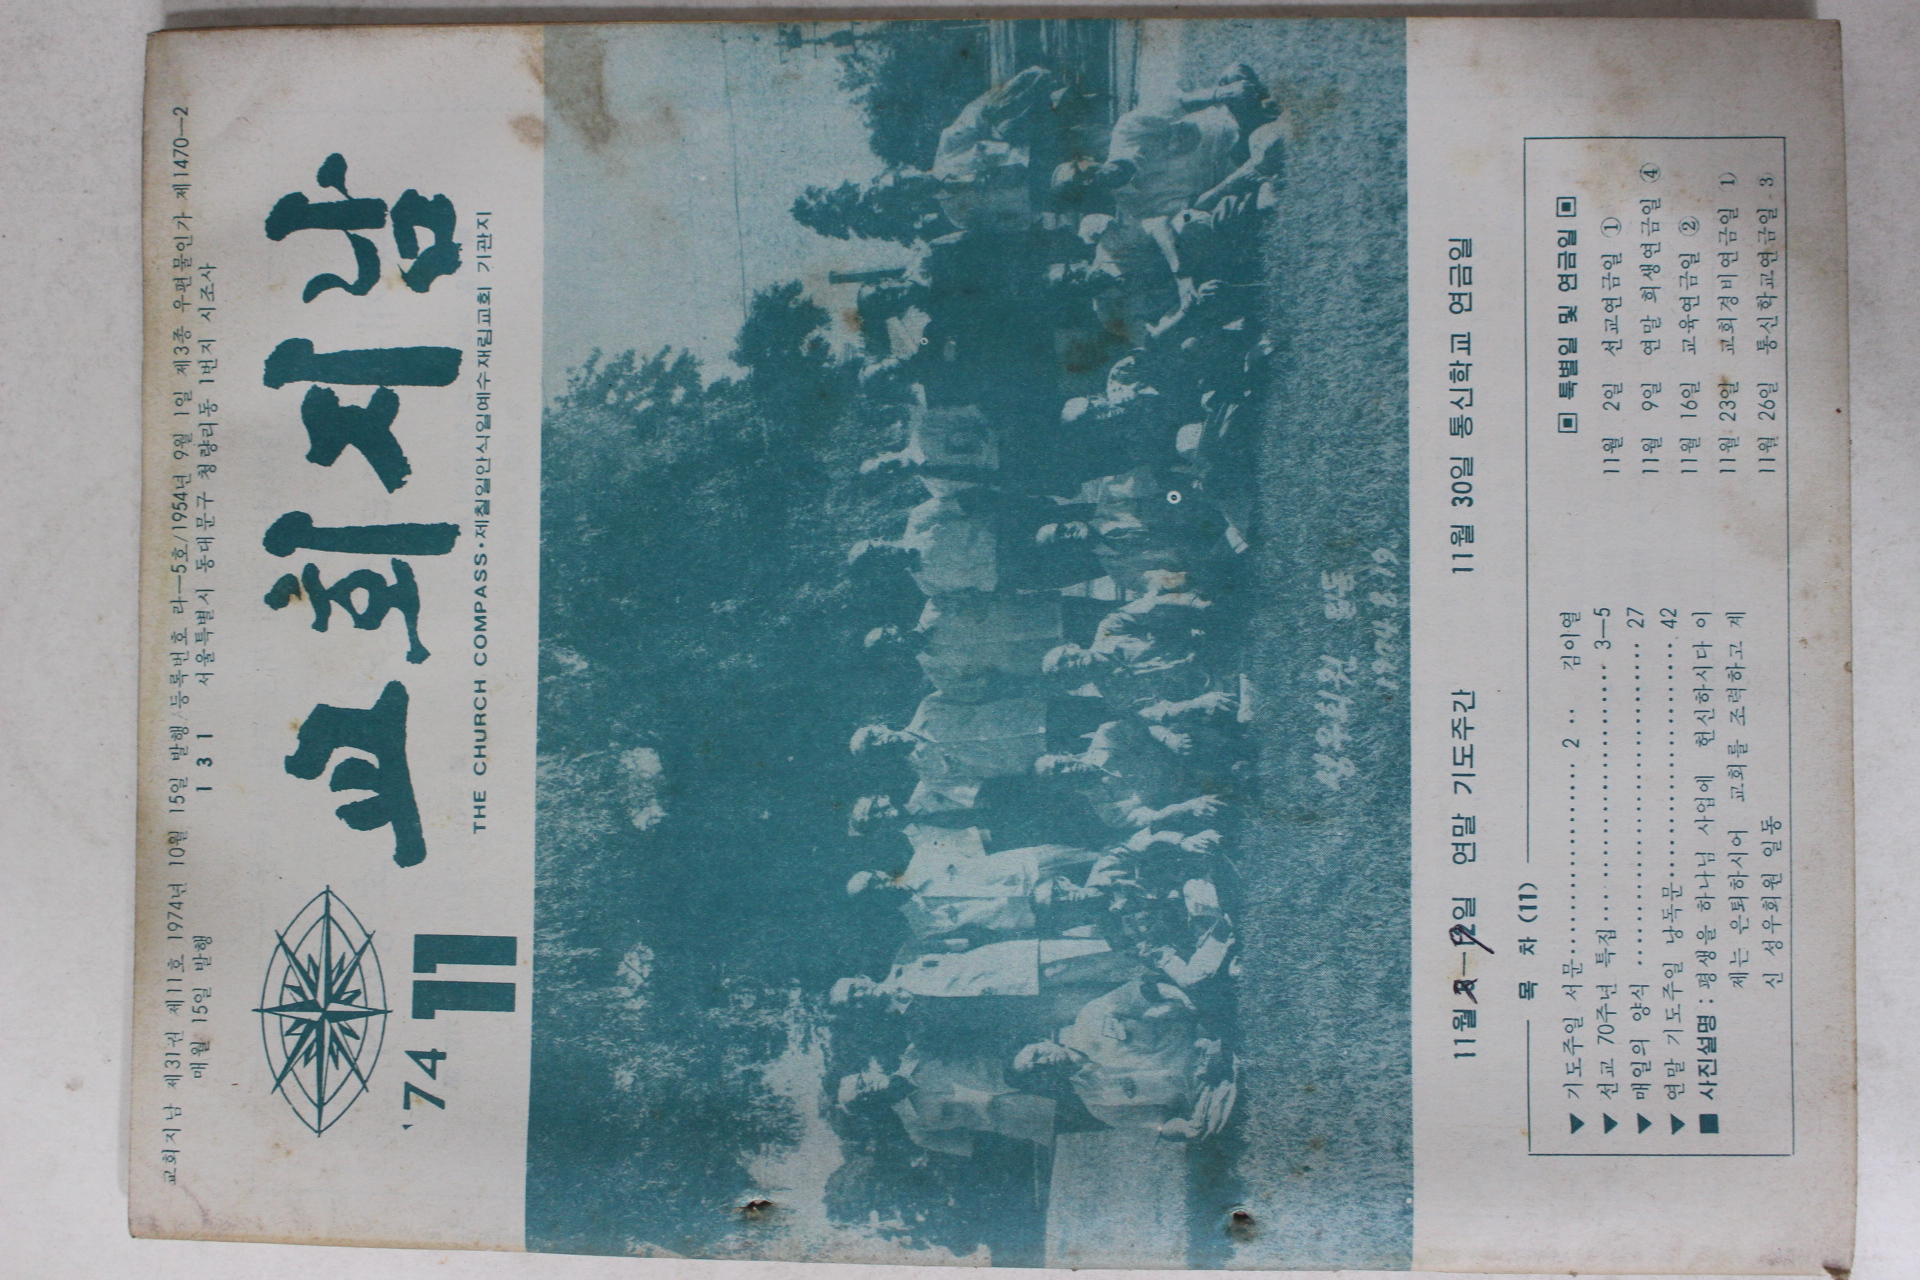 교회지남 제31권 제11호 1974년 10월 15일 발행/등록번호 라—5호/1954년 9월 1일 제3종 우편물인가 제1470—2
매월 15일 발행 131 서울특별시 동대문구 청량리동 1번지 시조사
교회지남
'74 11
THE CHURCH COMPASS·제칠일안식일예수재림교회 기관지
성우회원 일동
1974.8.19
11월 일 연말 기도주간 11월 30일 통신학교 연금일
목 차 (11)
▼ 기도주일 서문 2 김이열
▼ 선교 70주년 특집 3—5
▼ 매일의 양식 27
▼ 연말 기도주일 낭독문 42
■ 사진설명 : 평생을 하나님 사업에 헌신하시다 이
제는 은퇴하시어 교회를 조력하고 계
신 성우회원 일동
▣ 특별일 및 연금일 ▣
11월 2일 선교연금일 ①
11월 9일 연말 희생연금일 ④
11월 16일 교육연금일 ②
11월 23일 교회경비연금일 1)
11월 26일 통신학교연금일 3)